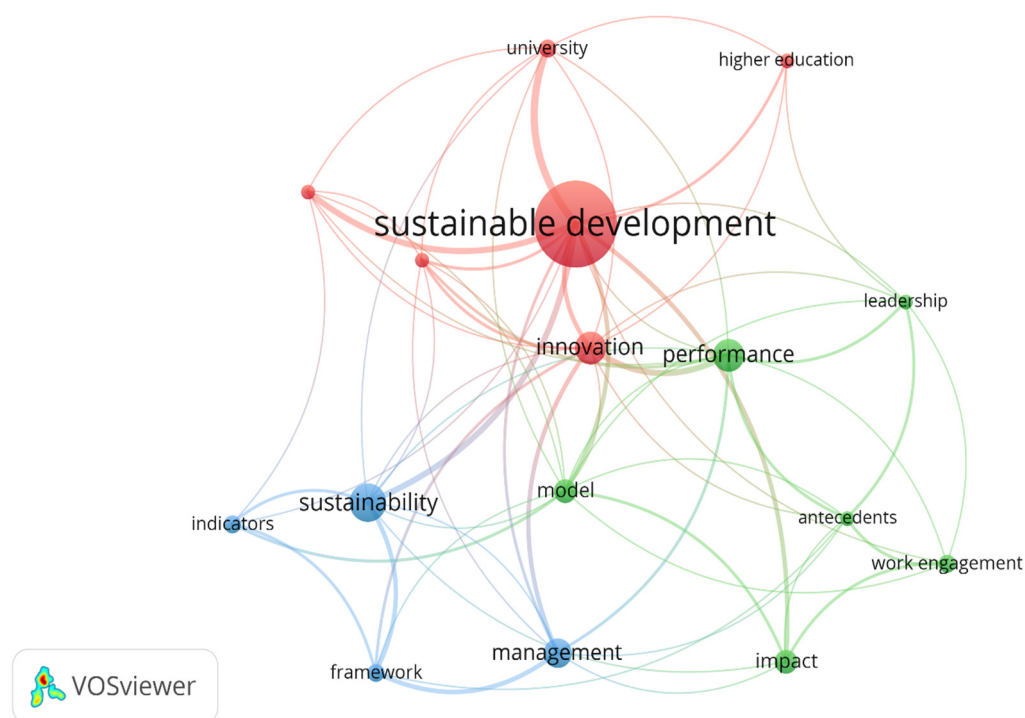 university
higher education
sustainable development
leadership
innovation
performance
model
sustainability
indicators
antecedents
work engagement
management
impact
framework
VOSviewer